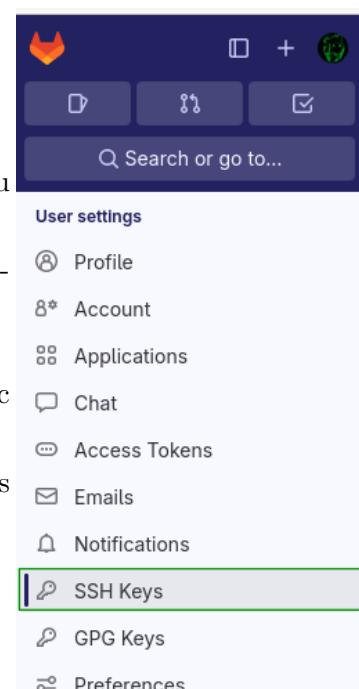 Search or go to...
User settings
Profile
Account
Applications
Chat
Access Tokens
Emails
Notifications
SSH Keys
GPG Keys
Preferences